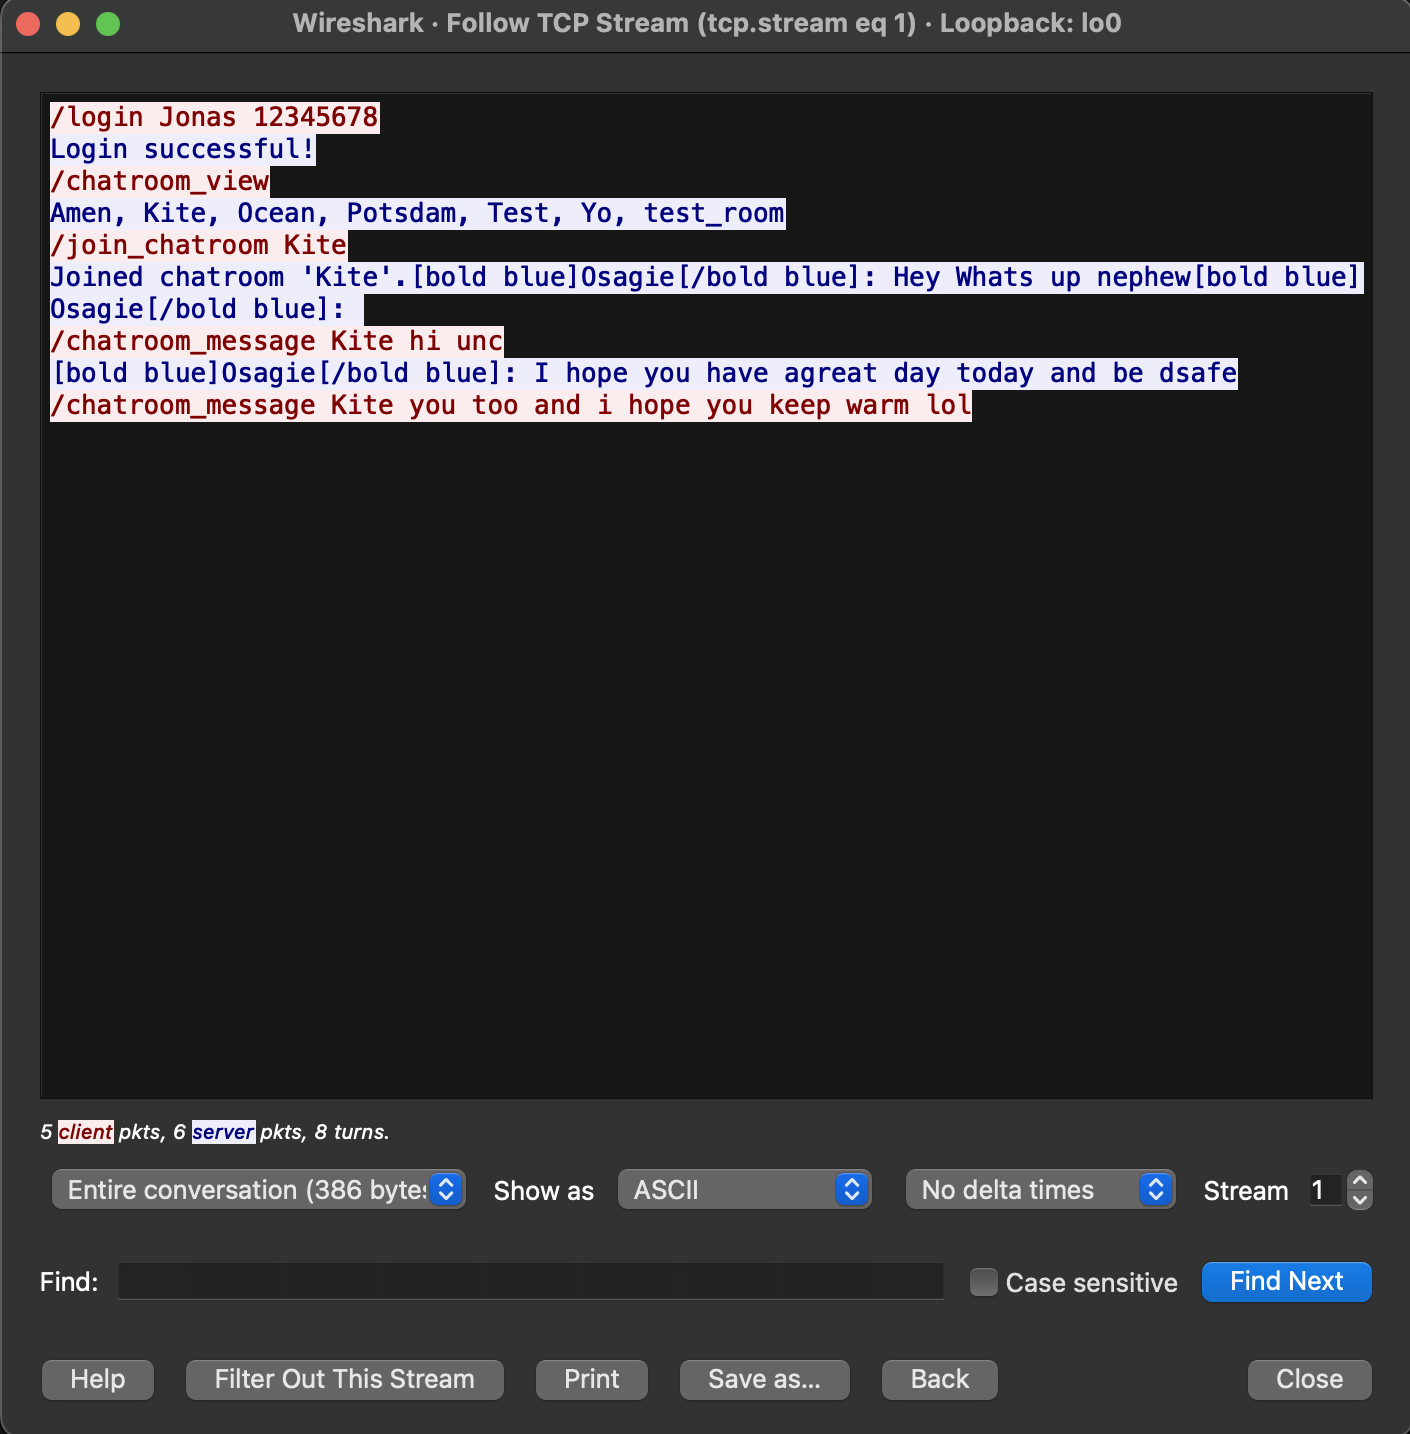 Wireshark · Follow TCP Stream (tcp.stream eq 1) · Loopback: lo0
/login Jonas 12345678
Login successful!
/chatroom_view
Amen, Kite, Ocean, Potsdam, Test, Yo, test_room
/join_chatroom Kite
Joined chatroom 'Kite'.[bold blue]Osagie[/bold blue]: Hey Whats up nephew[bold blue]
Osagie[/bold blue]:
/chatroom_message Kite hi unc
[bold blue]Osagie[/bold blue]: I hope you have agreat day today and be dsafe
/chatroom_message Kite you too and i hope you keep warm lol
5 client pkts, 6 server pkts, 8 turns.
Entire conversation (386 bytes Show as ASCII No delta times Stream 1
Find: Case sensitive Find Next
Help Filter Out This Stream Print Save as... Back Close